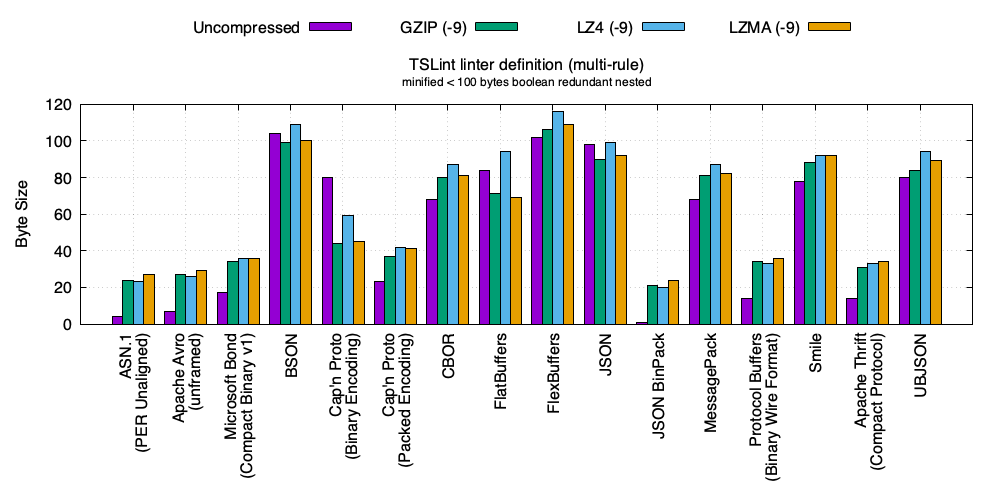 Uncompressed GZIP (-9) LZ4 (-9) LZMA (-9)
TSLint linter definition (multi-rule)
minified < 100 bytes boolean redundant nested
Byte Size
120
100
80
60
40
20
0
ASN.1
(PER Unaligned)
Apache Avro
(unframed)
Microsoft Bond
(Compact Binary v1)
BSON
Cap'n Proto
(Binary Encoding)
Cap'n Proto
(Packed Encoding)
CBOR
FlatBuffers
FlexBuffers
JSON
JSON BinPack
MessagePack
Protocol Buffers
(Binary Wire Format)
Smile
Apache Thrift
(Compact Protocol)
UBJSON